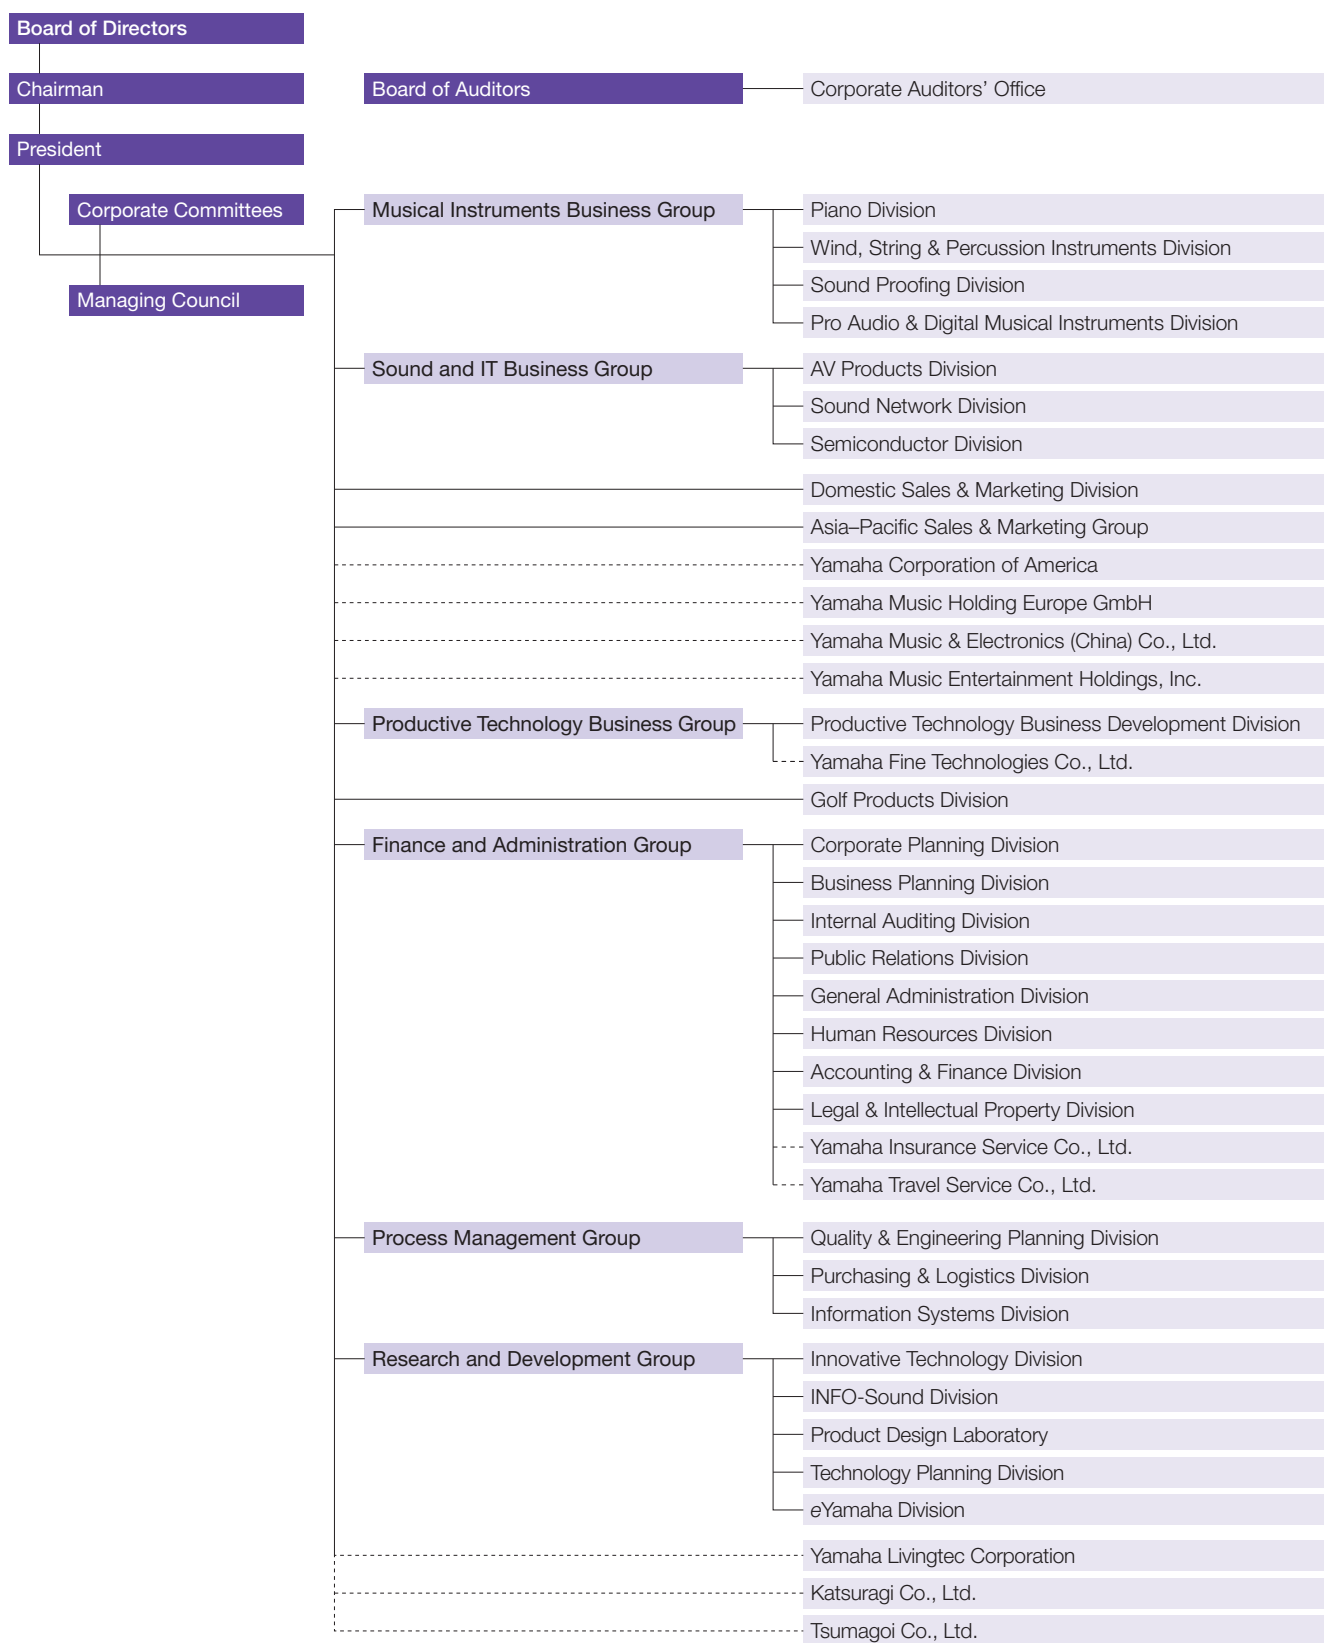 Board of Directors
Chairman
Board of Auditors
Corporate Auditors’ Office
President
Corporate Committees
Managing Council
Musical Instruments Business Group
Piano Division
Wind, String & Percussion Instruments Division
Sound Proofing Division
Pro Audio & Digital Musical Instruments Division
Sound and IT Business Group
AV Products Division
Sound Network Division
Semiconductor Division
Domestic Sales & Marketing Division
Asia–Pacific Sales & Marketing Group
Yamaha Corporation of America
Yamaha Music Holding Europe GmbH
Yamaha Music & Electronics (China) Co., Ltd.
Yamaha Music Entertainment Holdings, Inc.
Productive Technology Business Group
Productive Technology Business Development Division
Yamaha Fine Technologies Co., Ltd.
Golf Products Division
Finance and Administration Group
Corporate Planning Division
Business Planning Division
Internal Auditing Division
Public Relations Division
General Administration Division
Human Resources Division
Accounting & Finance Division
Legal & Intellectual Property Division
Yamaha Insurance Service Co., Ltd.
Yamaha Travel Service Co., Ltd.
Process Management Group
Quality & Engineering Planning Division
Purchasing & Logistics Division
Information Systems Division
Research and Development Group
Innovative Technology Division
INFO-Sound Division
Product Design Laboratory
Technology Planning Division
eYamaha Division
Yamaha Livingtec Corporation
Katsuragi Co., Ltd.
Tsumagoi Co., Ltd.